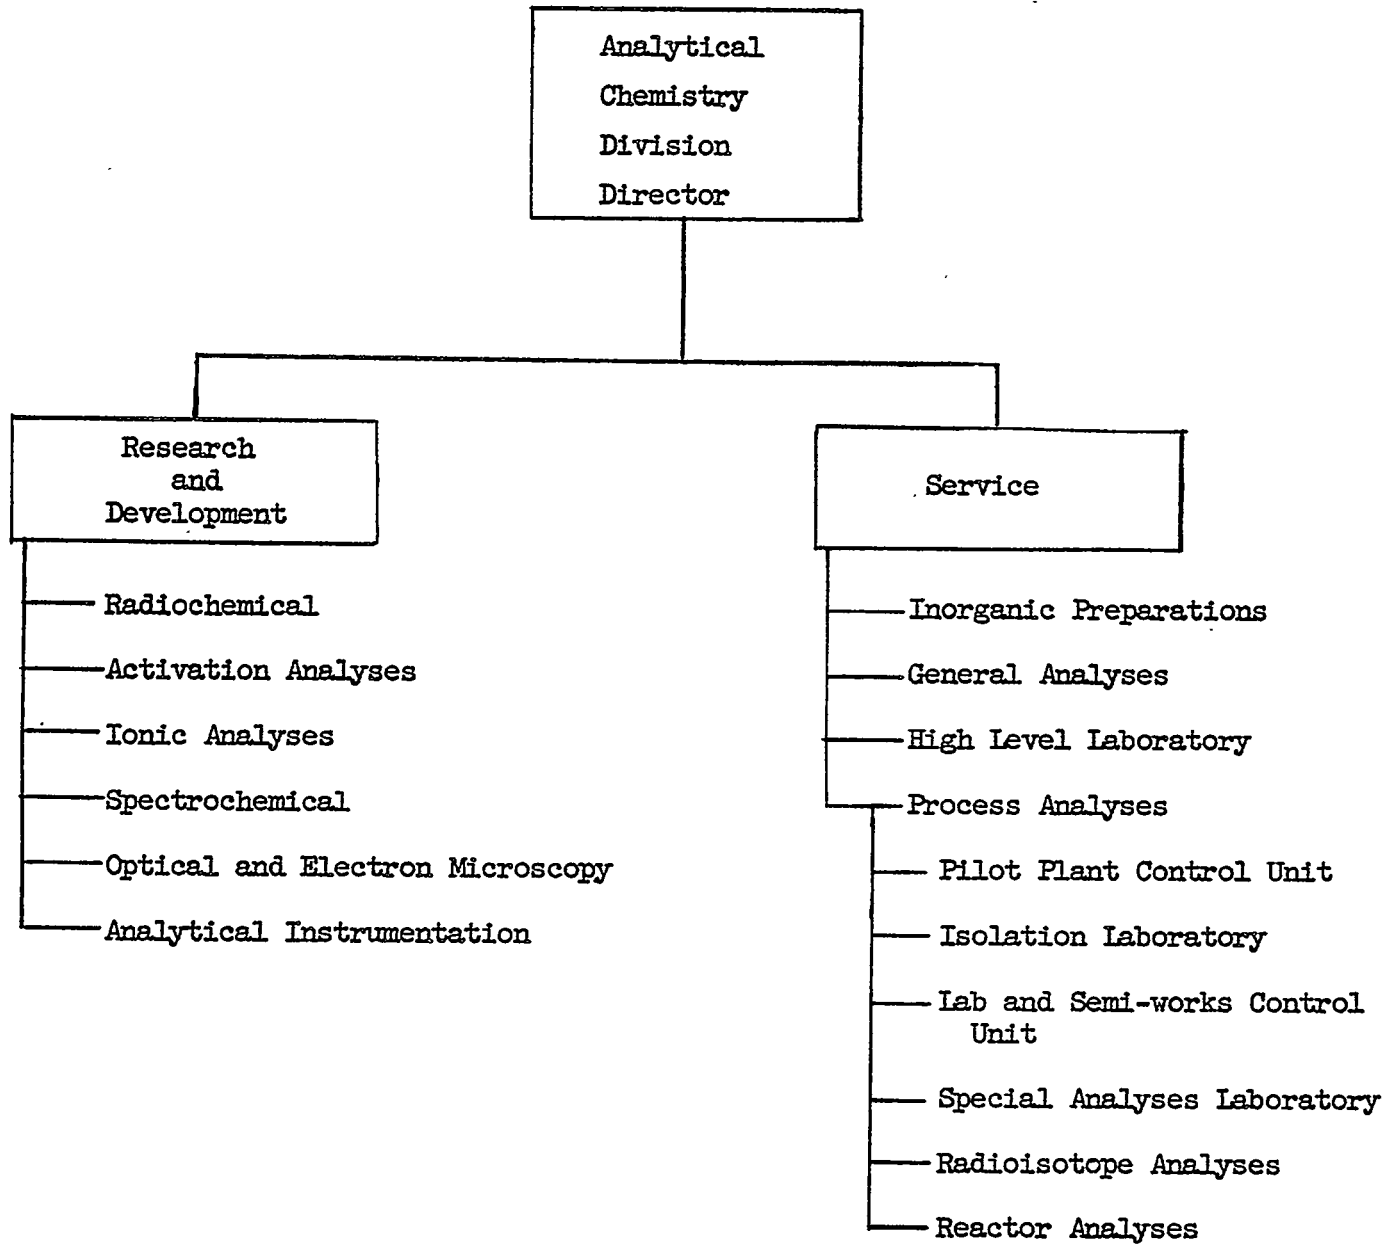 Analytical
Chemistry
Division
Director
Research
and
Development
Radiochemical
Activation Analyses
Ionic Analyses
Spectrochemical
Optical and Electron Microscopy
Analytical Instrumentation
Service
Inorganic Preparations
General Analyses
High Level Laboratory
Process Analyses
Pilot Plant Control Unit
Isolation Laboratory
Lab and Semi-works Control
Unit
Special Analyses Laboratory
Radioisotope Analyses
Reactor Analyses